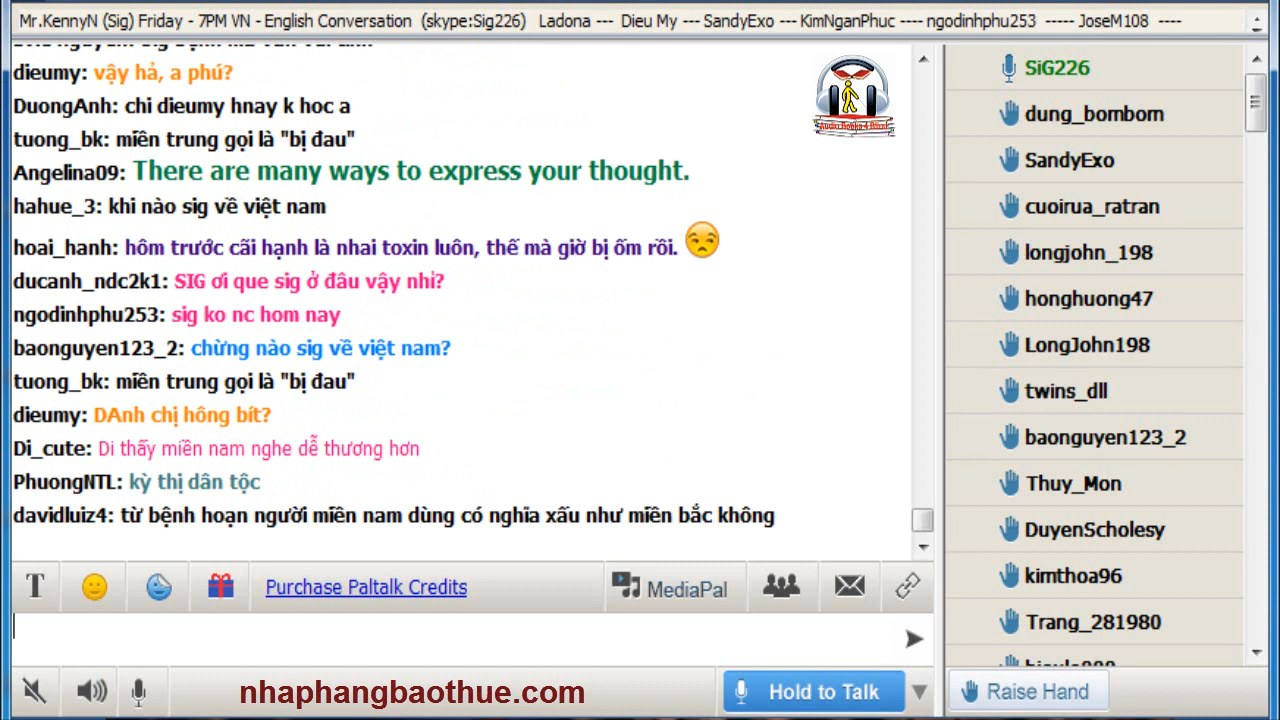 Mr.KennyN (Sig) Friday - 7PM VN - English Conversation (skype:Sig226) Ladona --- Dieu My --- SandyExo --- KimNganPhuc ---- ngodinhphu253 ----- JoseM108 ----
dieumy: vậy hả, a phú?
DuongAnh: chi dieumy hnay k hoc a
tuong_bk: miền trung gọi là "bị đau"
Angelina09: There are many ways to express your thought.
hahue_3: khi nào sig về việt nam
hoai_hanh: hôm trước cãi hạnh là nhai toxin luôn, thế mà giờ bị ốm rồi.
ducanh_ndc2k1: SIG ơi que sig ở đâu vậy nhỉ?
ngodinhphu253: sig ko nc hom nay
baonguyen123_2: chừng nào sig về việt nam?
tuong_bk: miền trung gọi là "bị đau"
dieumy: DAnh chị hông bít?
Di_cute: Di thấy miền nam nghe dễ thương hơn
PhuongNTL: kỳ thị dân tộc
davidluiz4: từ bệnh hoạn người miền nam dùng có nghĩa xấu như miền bắc không
Audio Books 4 Blind
SiG226
dung_bomborn
SandyExo
cuoirua_ratran
longjohn_198
honghuong47
LongJohn198
twins_dll
baonguyen123_2
Thuy_Mon
DuyenScholesy
kimthoa96
Trang_281980
T
Purchase Paltalk Credits
MediaPal
nhaphangbaothue.com
Hold to Talk
Raise Hand